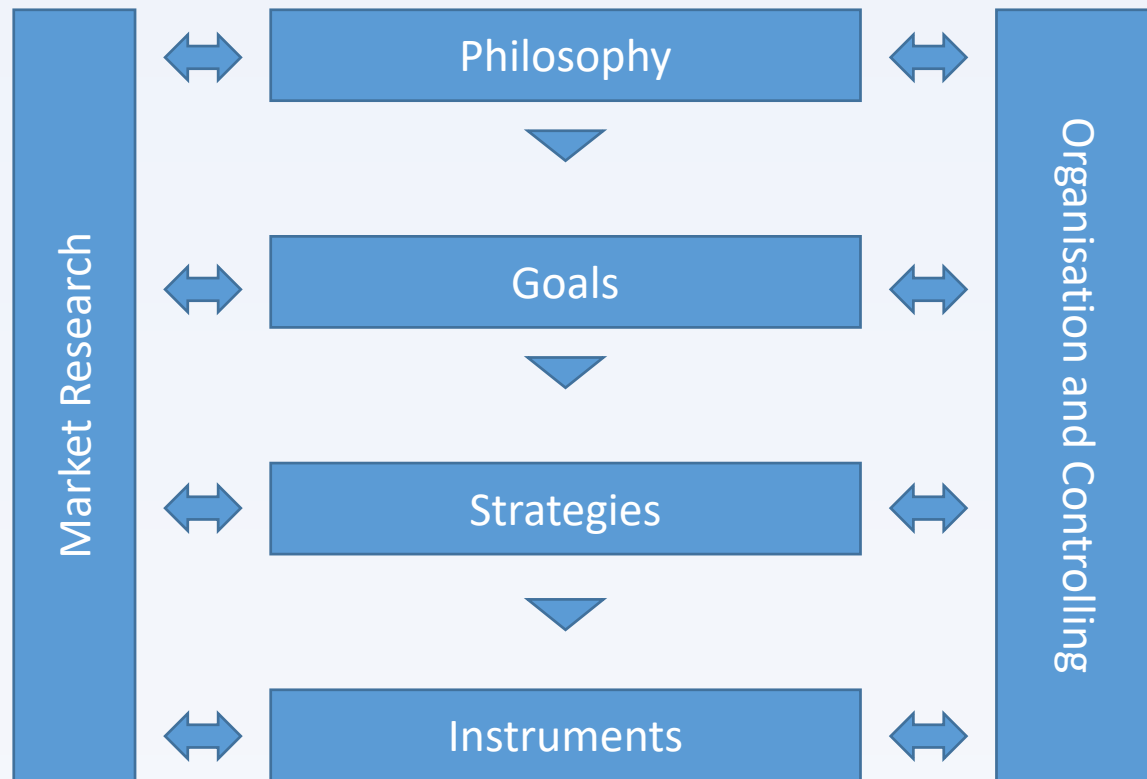 Market Research
Philosophy
Goals
Strategies
Instruments
Organisation and Controlling